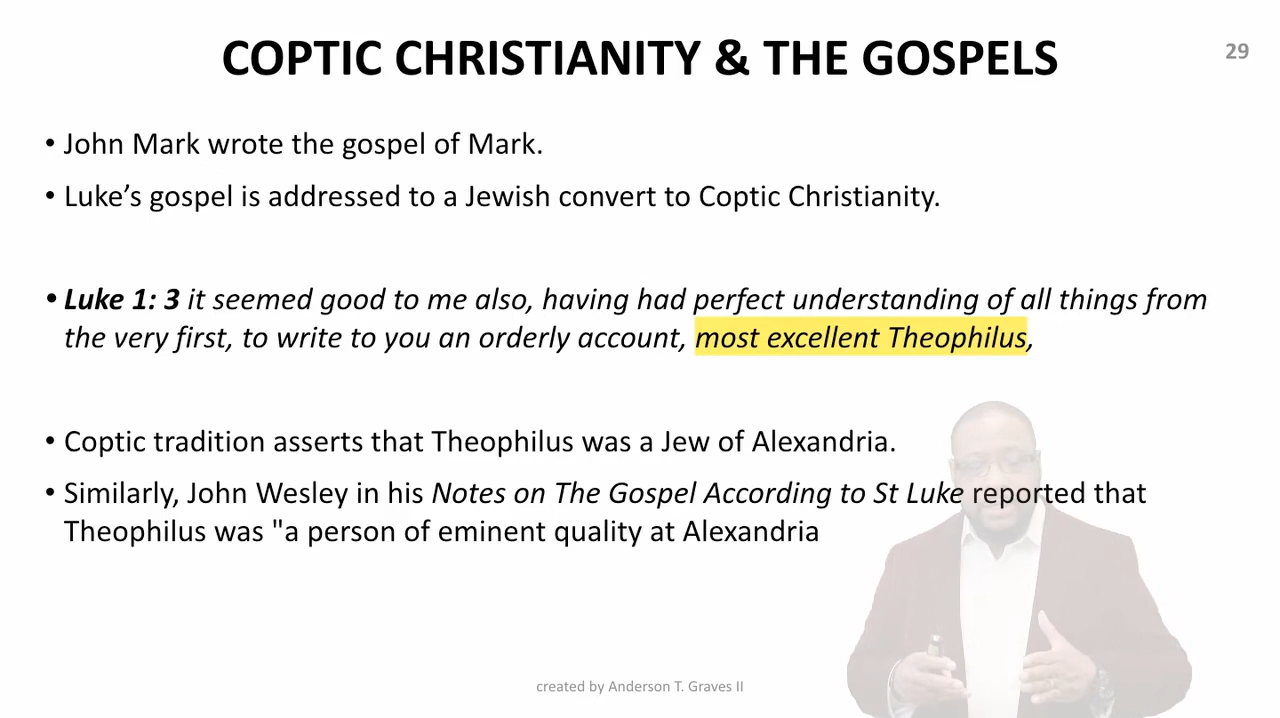 COPTIC CHRISTIANITY & THE GOSPELS
29
• John Mark wrote the gospel of Mark.
• Luke’s gospel is addressed to a Jewish convert to Coptic Christianity.
• Luke 1: 3 it seemed good to me also, having had perfect understanding of all things from
the very first, to write to you an orderly account, most excellent Theophilus,
• Coptic tradition asserts that Theophilus was a Jew of Alexandria.
• Similarly, John Wesley in his Notes on The Gospel According to St Luke reported that
Theophilus was "a person of eminent quality at Alexandria
created by Anderson T. Graves II